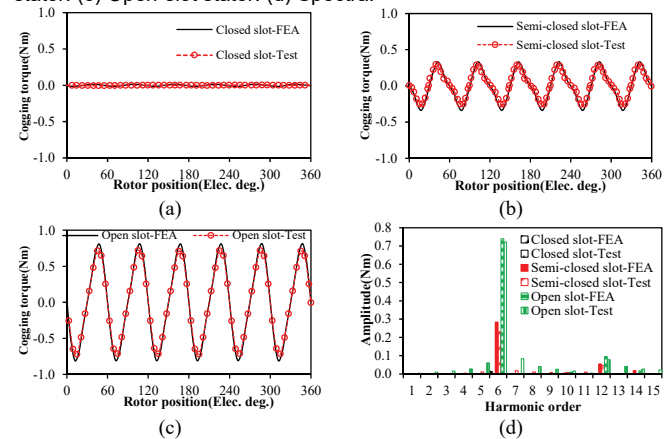 stator. (c) Open slot stator. (d) Spectra.
1.0
0.5
0.0
-0.5
-1.0
Cogging torque(Nm)
Closed slot-FEA
Closed slot-Test
0 60 120 180 240 300 360
Rotor position(Elec. deg.)
(a)
1.0
0.5
0.0
-0.5
-1.0
Cogging torque(Nm)
Semi-closed slot-FEA
Semi-closed slot-Test
0 60 120 180 240 300 360
Rotor position(Elec. deg.)
(b)
1.0
0.5
0.0
-0.5
-1.0
Cogging torque(Nm)
Open slot-FEA
Open slot-Test
0 60 120 180 240 300 360
Rotor position(Elec. deg.)
(c)
0.8
0.7
0.6
0.5
0.4
0.3
0.2
0.1
0.0
Amplitude(Nm)
Closed slot-FEA
Closed slot-Test
Semi-closed slot-FEA
Semi-closed slot-Test
Open slot-FEA
Open slot-Test
1 2 3 4 5 6 7 8 9 10 11 12 13 14 15
Harmonic order
(d)